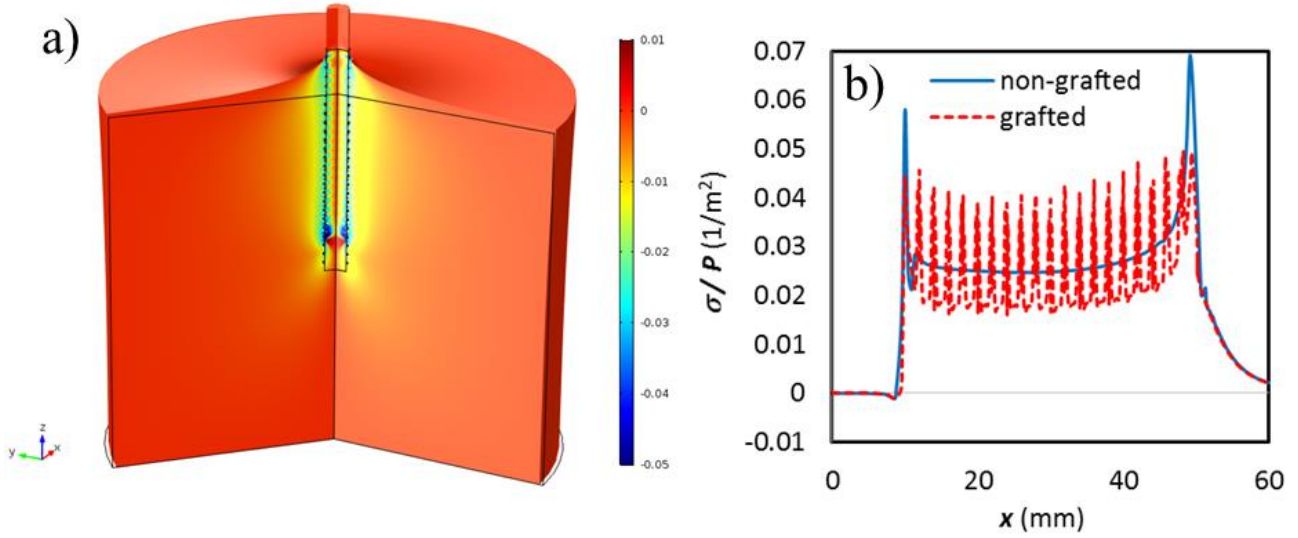 a)
0.01
0
-0.01
-0.02
-0.03
-0.04
-0.05
z
y
x
b)
non-grafted
grafted
0.07
0.06
0.05
0.04
0.03
0.02
0.01
0
-0.01
σ/ P (1/m²)
0
20
40
60
x (mm)